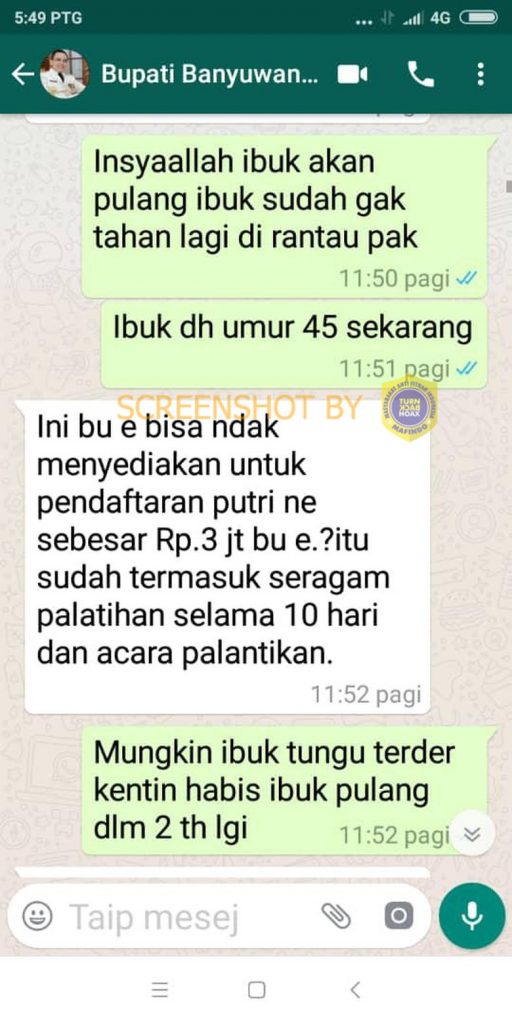 5:49 PTG
4G
Bupati Banyuwan...
Insyaallah ibuk akan
pulang ibuk sudah gak
tahan lagi di rantau pak
11:50 pagi
Ibuk dh umur 45 sekarang
11:51 pagi
SCREENSHOT BY
MASYARAKAT ANTI FITNAH INDONESIA
TURN
BACK
HOAX
MAFINDO
Ini bu e bisa ndak
menyediakan untuk
pendaftaran putri ne
sebesar Rp.3 jt bu e.?itu
sudah termasuk seragam
palatihan selama 10 hari
dan acara palantikan.
11:52 pagi
Mungkin ibuk tungu terder
kentin habis ibuk pulang
dlm 2 th lgi
11:52 pagi
Taip mesej